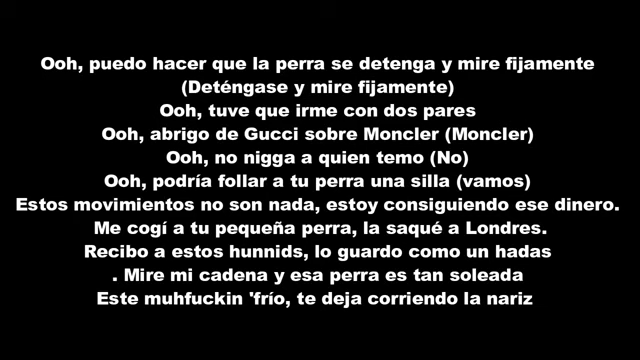 Ooh, puedo hacer que la perra se detenga y mire fijamente
(Deténgase y mire fijamente)
Ooh, tuve que irme con dos pares
Ooh, abrigo de Gucci sobre Moncler (Moncler)
Ooh, no nigga a quien temo (No)
Ooh, podría follar a tu perra una silla (vamos)
Estos movimientos no son nada, estoy consiguiendo ese dinero.
Me cogí a tu pequeña perra, la saqué a Londres.
Recibo a estos hunnids, lo guardo como un hadas
. Mire mi cadena y esa perra es tan soleada
Este muhfuckin 'frío, te deja corriendo la nariz